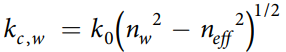 k_{c,w} = k_0(n_w^2 − n_{eff}^2)^{1/2}